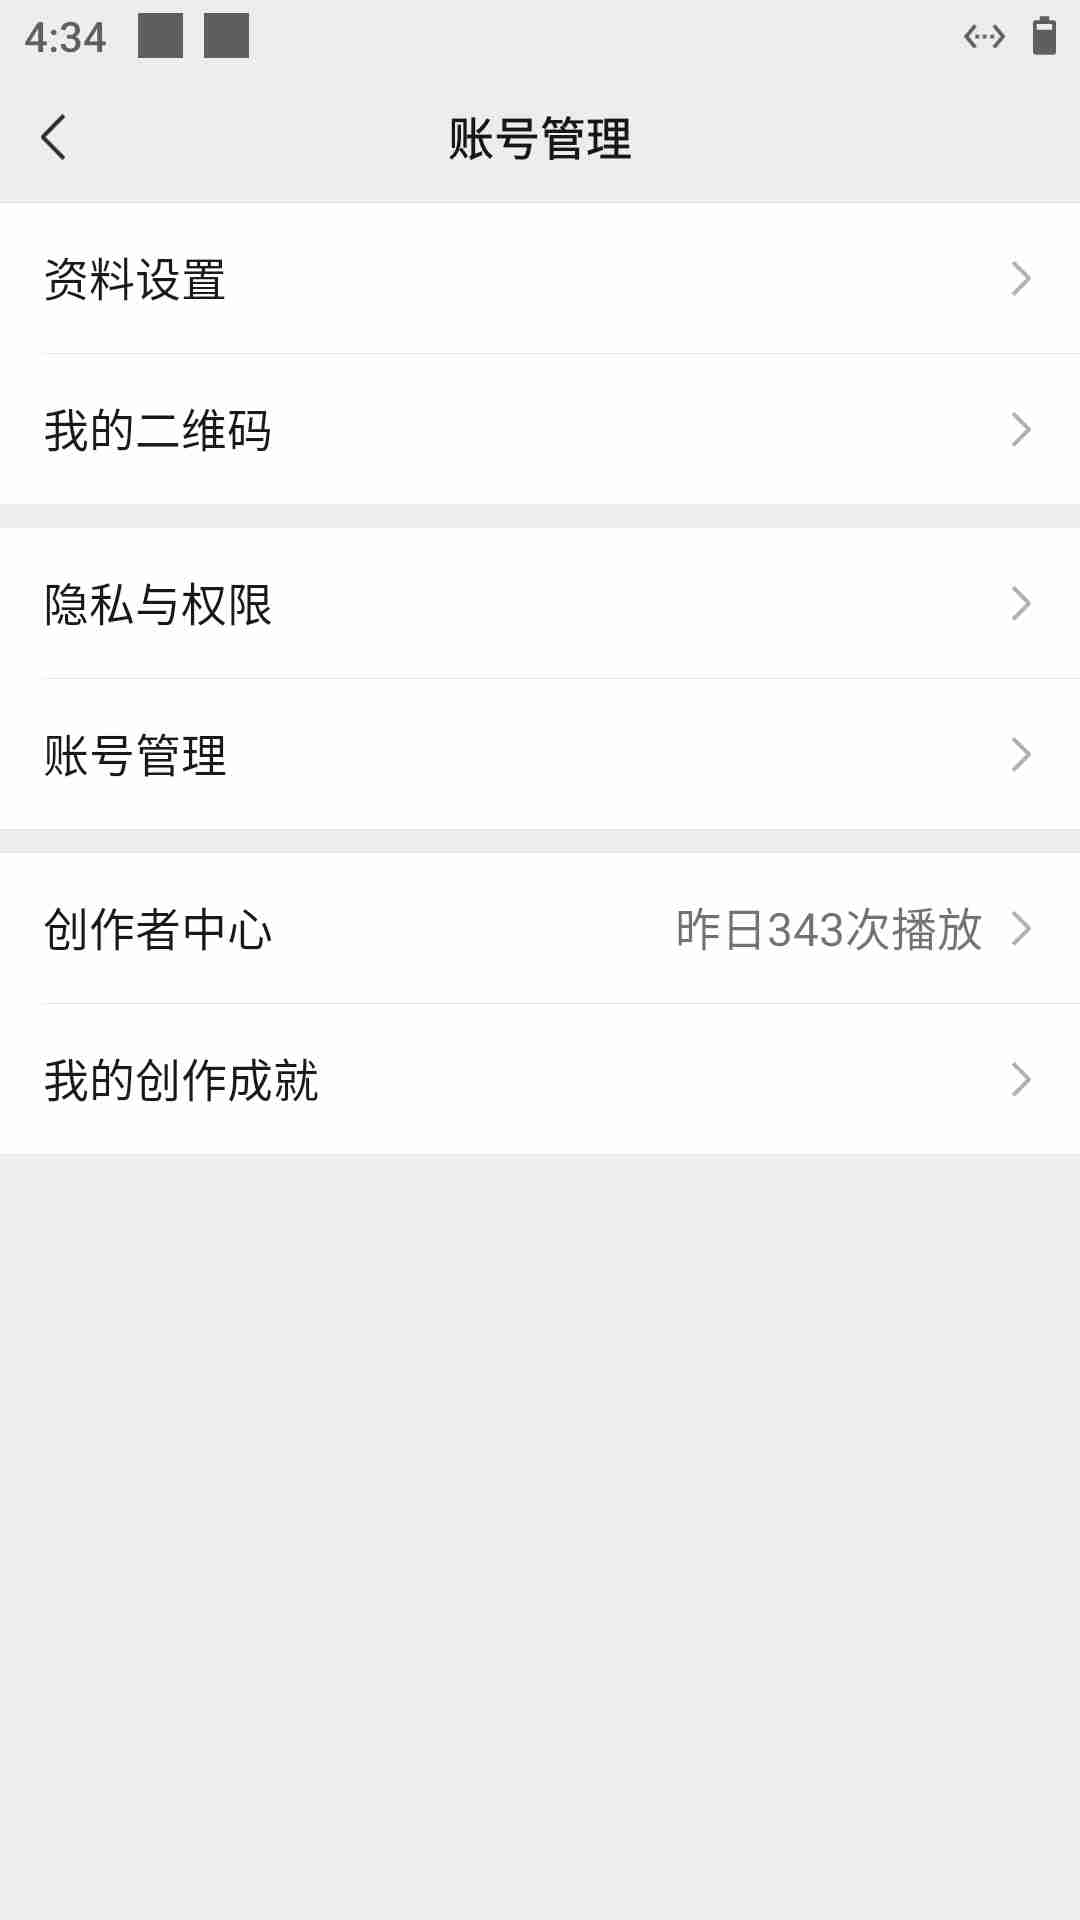 4:34
账号管理
资料设置
我的二维码
隐私与权限
账号管理
创作者中心 昨日343次播放
我的创作成就